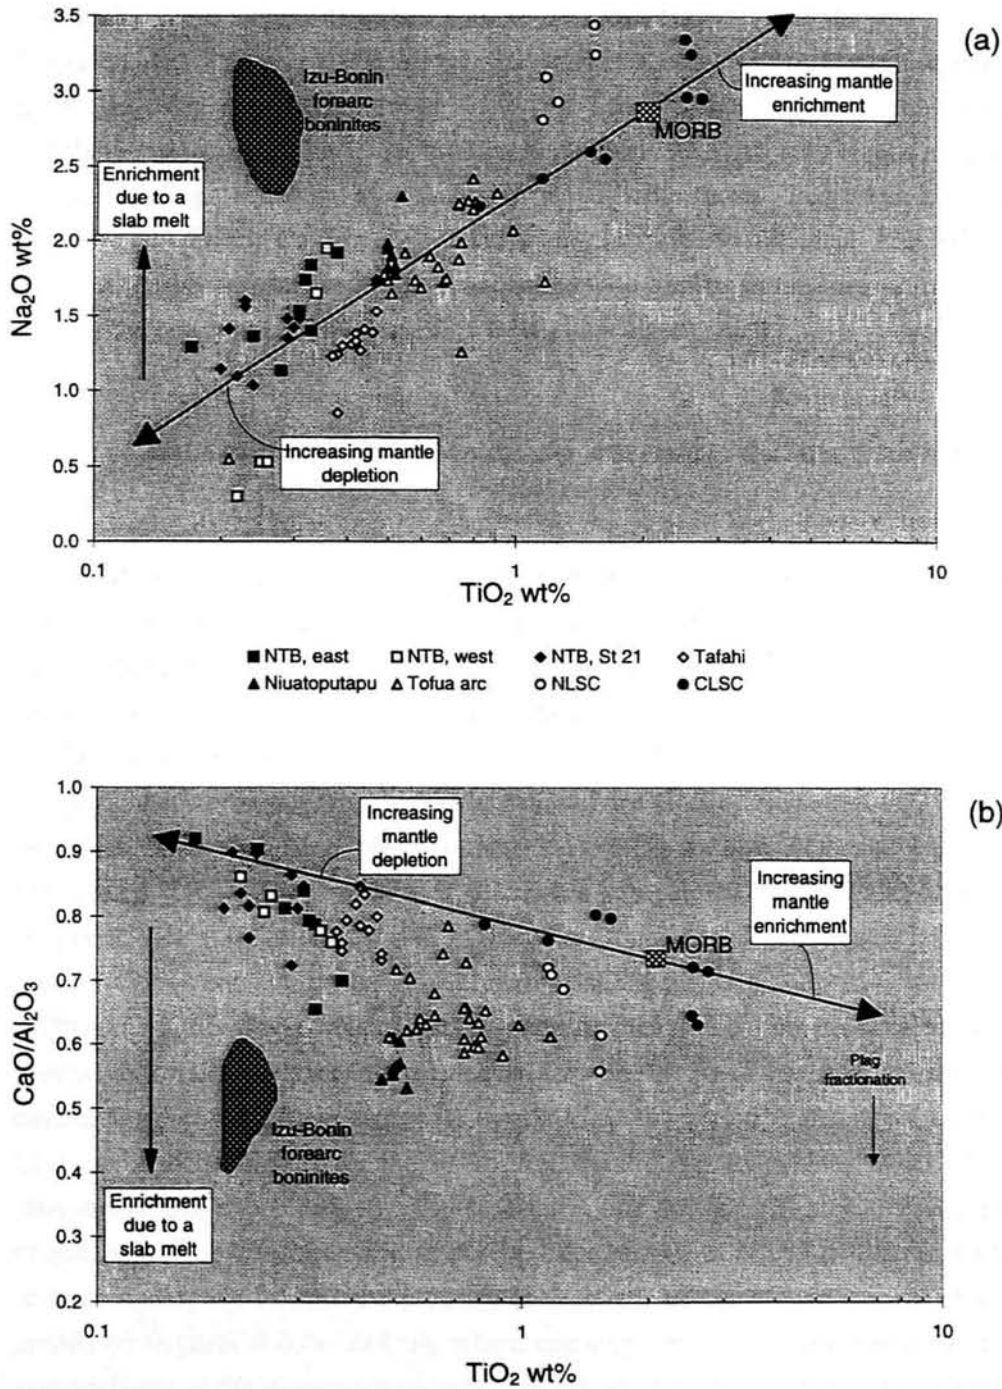 (a)
3.5
3.0
2.5
2.0
1.5
1.0
0.5
0.0
Na₂O wt%
Izu-Bonin
forearc
boninites
Enrichment
due to a
slab melt
Increasing mantle
enrichment
MORB
Increasing mantle
depletion
0.1
1
10
TiO₂ wt%
NTB, east
NTB, west
NTB, St 21
Tafahi
Niuatoputapu
Tofua arc
NLSC
CLSC
(b)
1.0
0.9
0.8
0.7
0.6
0.5
0.4
0.3
0.2
CaO/Al₂O₃
Increasing
mantle
depletion
Increasing
mantle
enrichment
MORB
Plag
fractionation
Izu-Bonin
forearc
boninites
Enrichment
due to a
slab melt
0.1
1
10
TiO₂ wt%